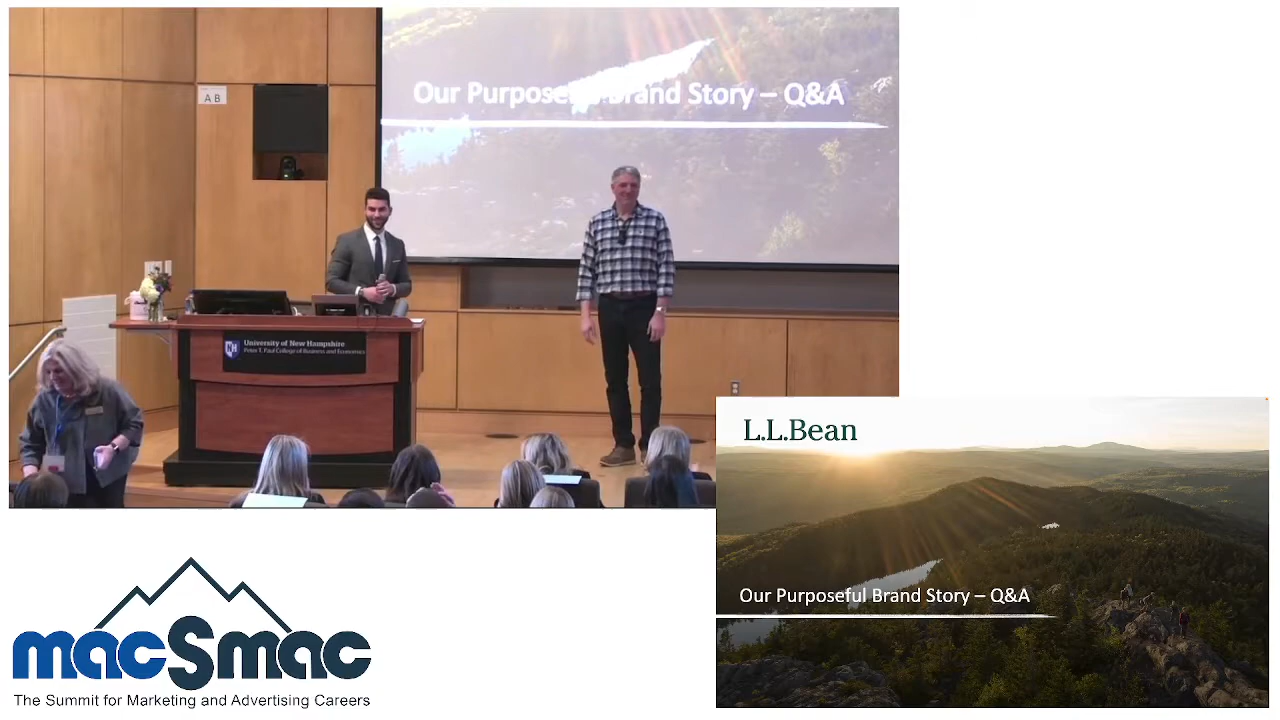 A B
Our Purposeful Brand Story – Q&A
University of New Hampshire
Peter T. Paul College of Business and Economics
L.L.Bean
Our Purposeful Brand Story – Q&A
macSmac
The Summit for Marketing and Advertising Careers